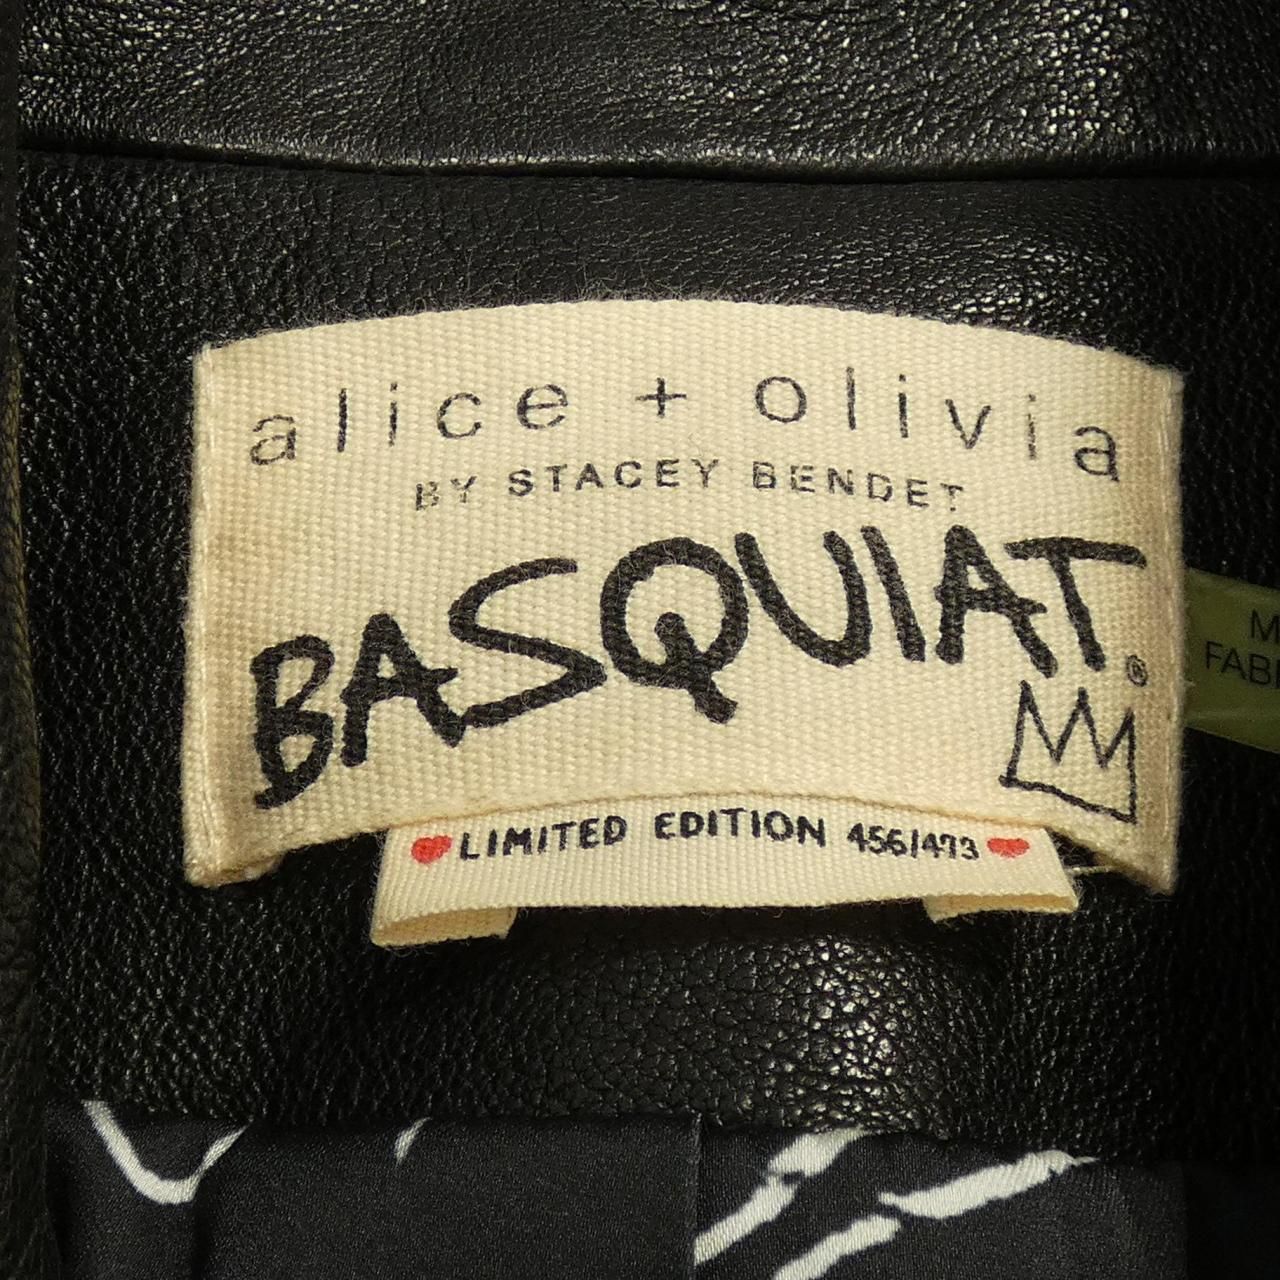 alice + olivia
BY STACEY BENDET
BASQUIAT®
LIMITED EDITION 456/473